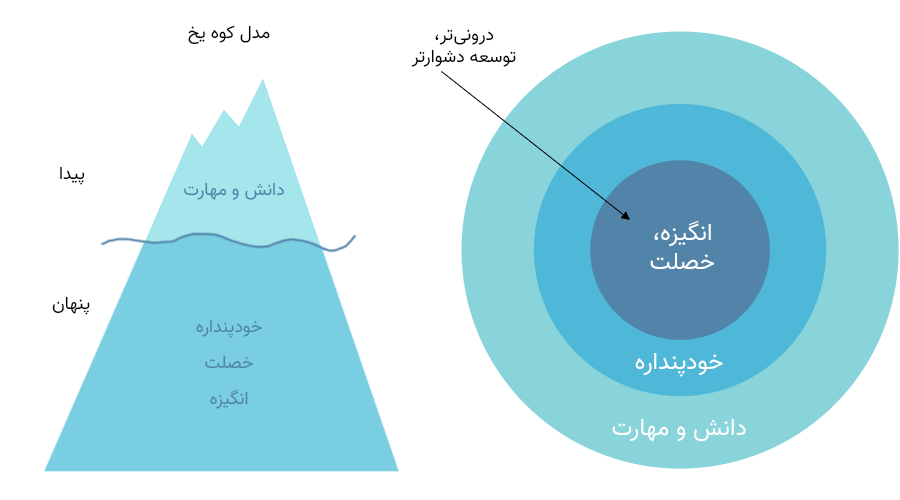 مدل کوه یخ
پیدا
دانش و مهارت
پنهان
خودپنداره
خصلت
انگیزه
درونی‌تر،
توسعه دشوارتر
انگیزه،
خصلت
خودپنداره
دانش و مهارت